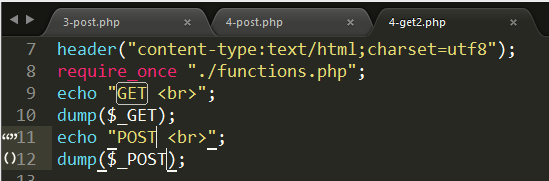 3-post.php × 4-post.php × 4-get2.php ×
7 header("content-type:text/html;charset=utf8");
8 require_once "./functions.php";
9 echo "GET <br>";
10 dump($_GET);
11 echo "POST <br>";
12 dump($_POST);
13